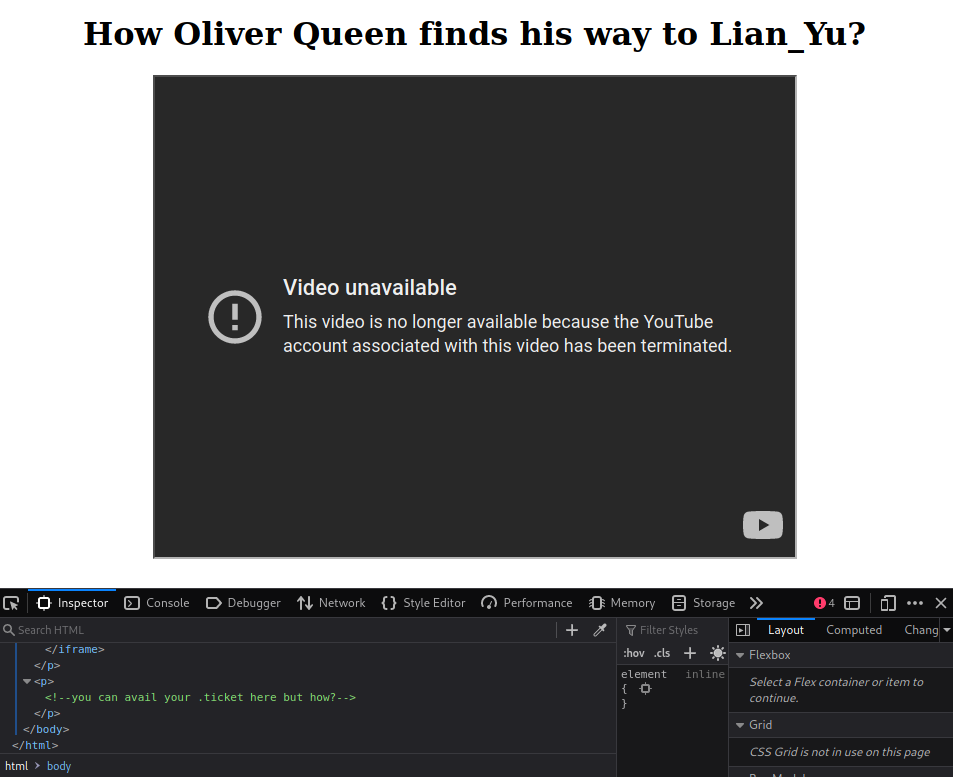 How Oliver Queen finds his way to Lian_Yu?
Video unavailable
This video is no longer available because the YouTube
account associated with this video has been terminated.
Inspector Console Debugger Network Style Editor Performance Memory Storage 4
Search HTML
</iframe>
</p>
<p>
<!--you can avail your .ticket here but how?-->
</p>
</body>
</html>
html > body
Filter Styles
:hov .cls
element inline
{
}
Layout Computed Chang
Flexbox
Select a Flex container or item to
continue.
Grid
CSS Grid is not in use on this page